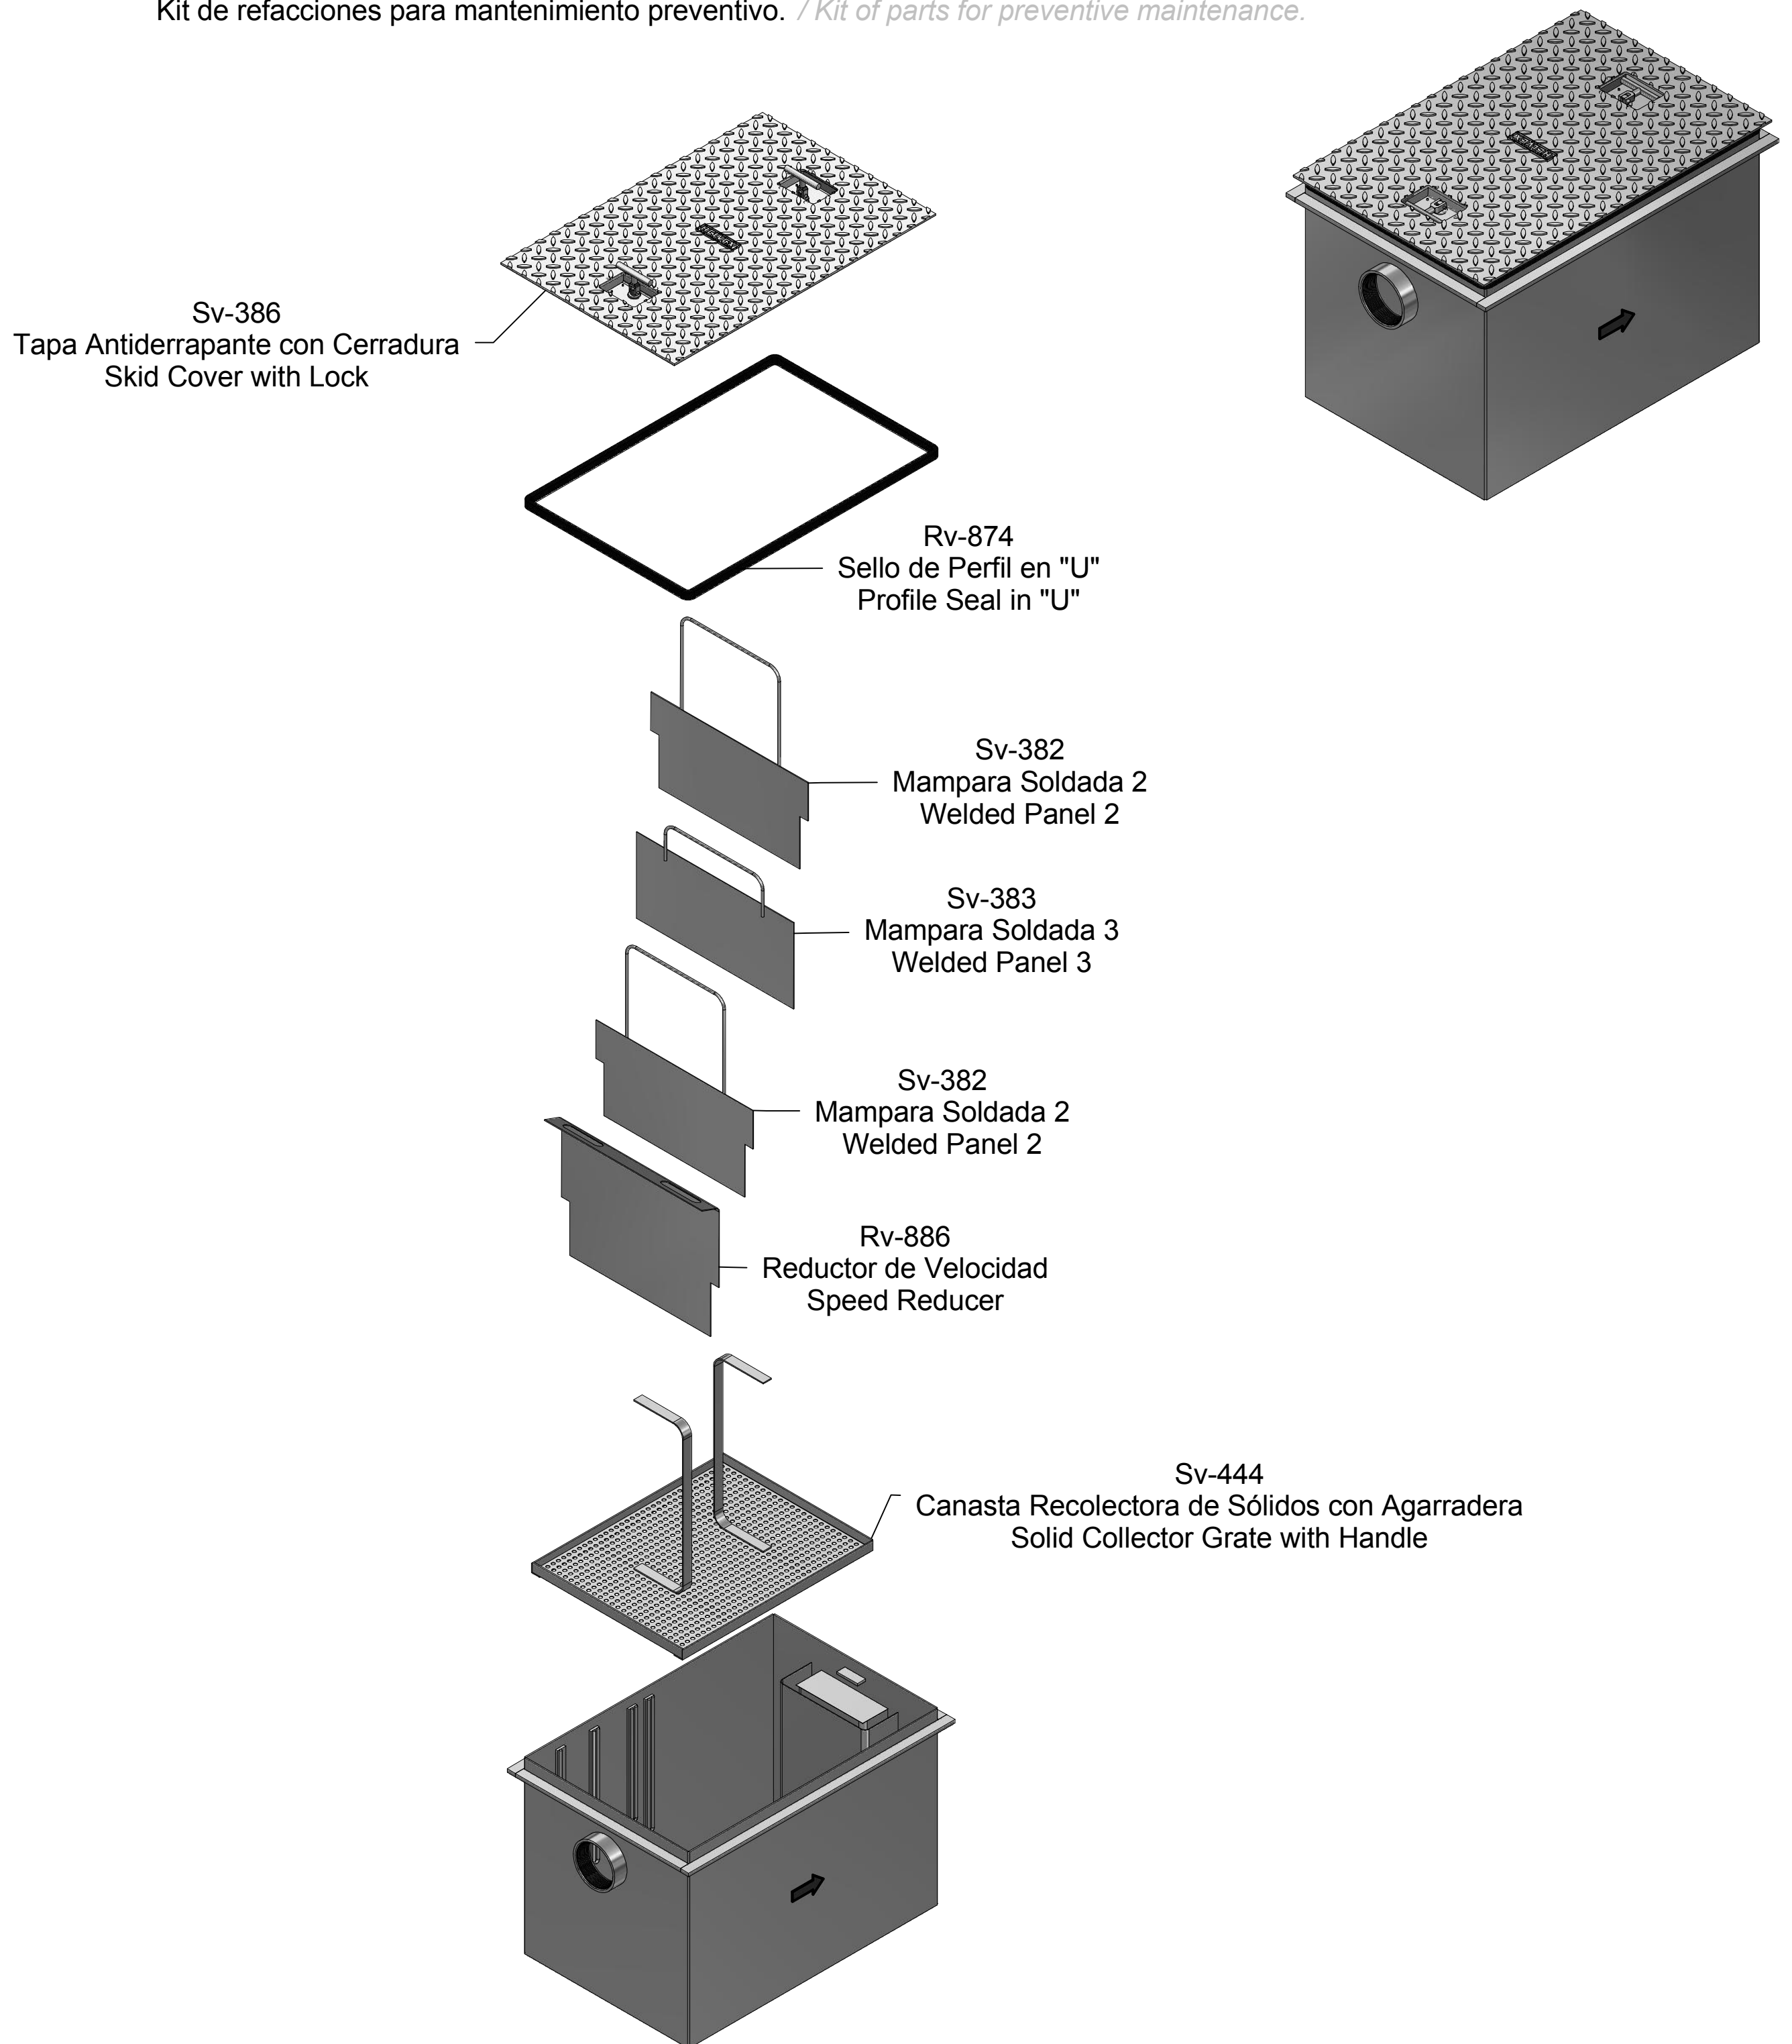 Kit de refacciones para mantenimiento preventivo. / Kit of parts for preventive maintenance.
Sv-386
Tapa Antiderrapante con Cerradura
Skid Cover with Lock
Rv-874
Sello de Perfil en "U"
Profile Seal in "U"
Sv-382
Mampara Soldada 2
Welded Panel 2
Sv-383
Mampara Soldada 3
Welded Panel 3
Sv-382
Mampara Soldada 2
Welded Panel 2
Rv-886
Reductor de Velocidad
Speed Reducer
Sv-444
Canasta Recolectora de Sólidos con Agarradera
Solid Collector Grate with Handle